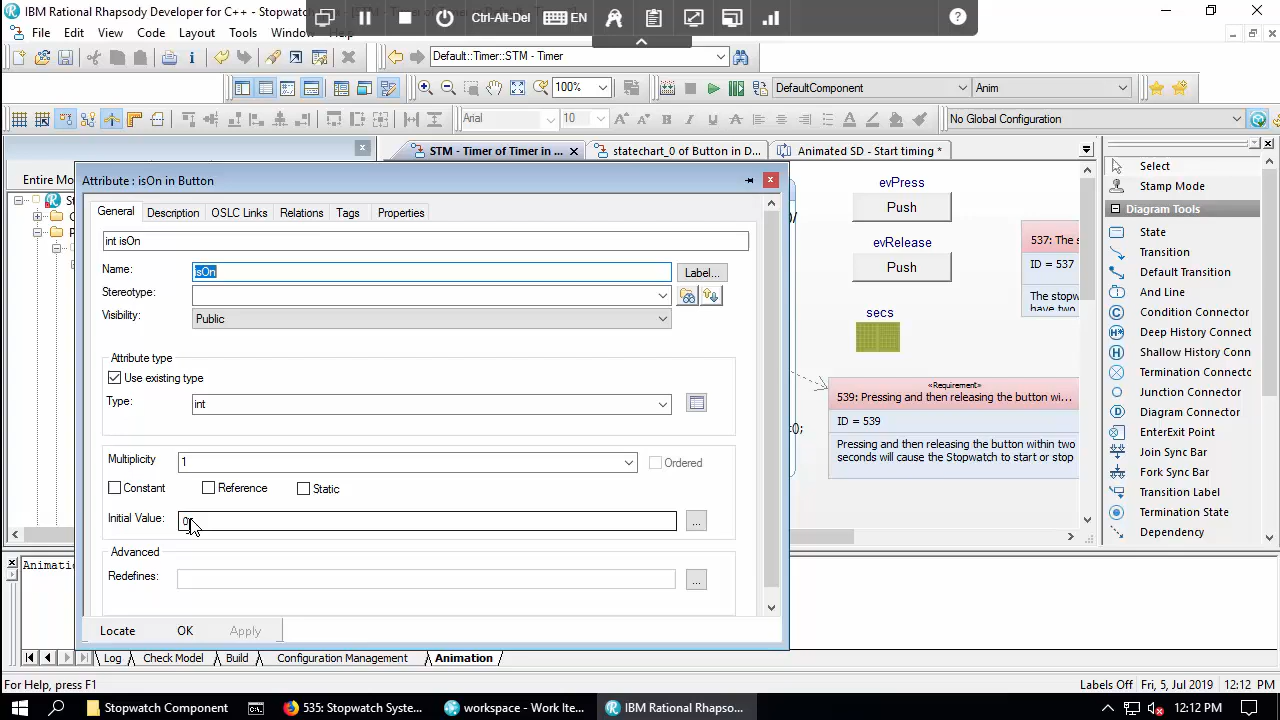 IBM Rational Rhapsody Developer for C++ - Stopwatch
Ctrl-Alt-Del
EN
?
File Edit View Code Layout Tools Window
Default::Timer::STM - Timer
100%
DefaultComponent
Anim
Arial
10
No Global Configuration
STM - Timer of Timer in ...
statechart_0 of Button in D...
Animated SD - Start timing *
Entire Mo
Attribute : isOn in Button
General
Description
OSLC Links
Relations
Tags
Properties
int isOn
Name:
isOn
Label...
Stereotype:
Visibility:
Public
Attribute type
Use existing type
Type:
int
Multiplicity
1
Ordered
Constant
Reference
Static
Initial Value:
0
...
Advanced
Redefines:
...
Locate
OK
Apply
)/
=0;
evPress
Push
evRelease
Push
secs
537: The s
ID = 537
The stopw
have two
«Requirement»
539: Pressing and then releasing the button wi...
ID = 539
Pressing and then releasing the button within two
seconds will cause the Stopwatch to start or stop
Select
Stamp Mode
Diagram Tools
State
Transition
Default Transition
And Line
Condition Connector
Deep History Connect
Shallow History Conn
Termination Connecto
Junction Connector
Diagram Connector
EnterExit Point
Join Sync Bar
Fork Sync Bar
Transition Label
Termination State
Dependency
Animation
Log
Check Model
Build
Configuration Management
Animation
For Help, press F1
Labels Off
Fri, 5, Jul 2019
12:12 PM
Stopwatch Component
535: Stopwatch Syste...
workspace - Work Ite...
IBM Rational Rhapso...
12:12 PM